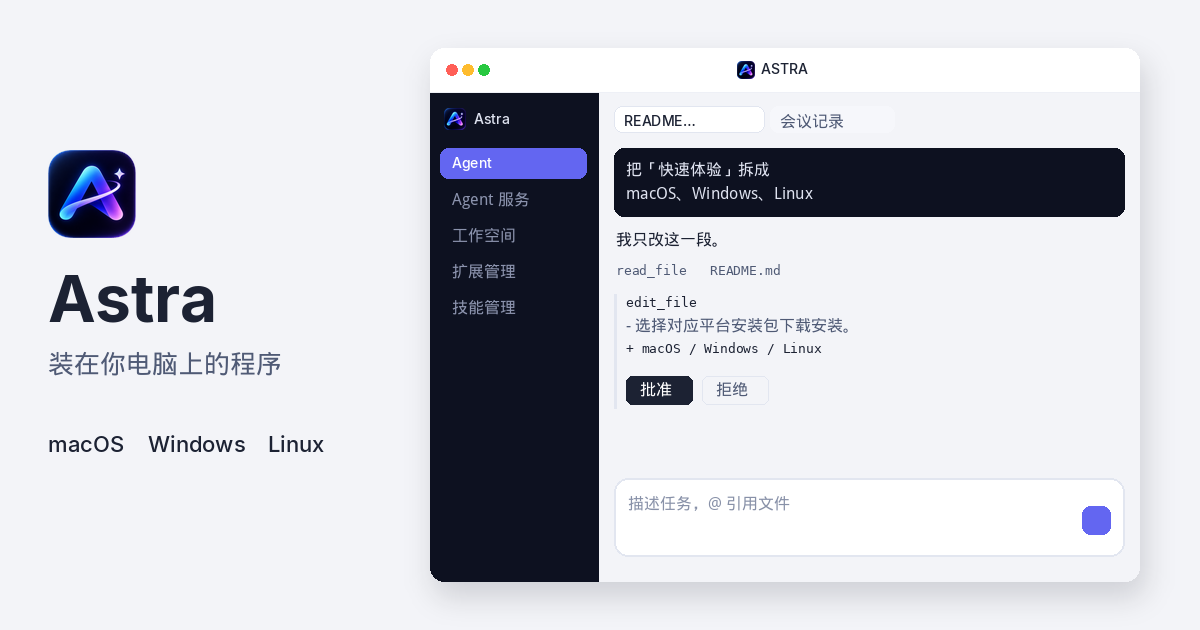 Astra
装在你电脑上的程序
macOS Windows Linux
ASTRA
Astra
Agent
Agent 服务
工作空间
扩展管理
技能管理
README...
会议记录
把「快速体验」拆成
macOS、Windows、Linux
我只改这一段。
read_file README.md
edit_file
- 选择对应平台安装包下载安装。
+ macOS / Windows / Linux
批准
拒绝
描述任务，@ 引用文件